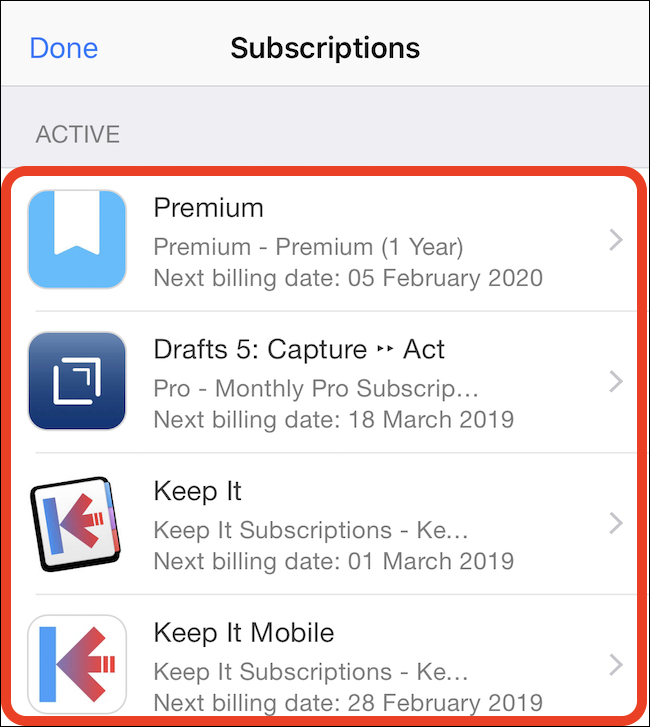 Done
Subscriptions
ACTIVE
Premium
Premium - Premium (1 Year)
Next billing date: 05 February 2020
Drafts 5: Capture ‣‣ Act
Pro - Monthly Pro Subscrip…
Next billing date: 18 March 2019
Keep It
Keep It Subscriptions - Ke…
Next billing date: 01 March 2019
Keep It Mobile
Keep It Subscriptions - Ke…
Next billing date: 28 February 2019